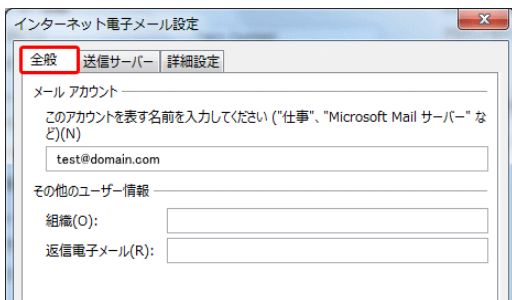 インターネット電子メール設定
全般 送信サーバー 詳細設定
メール アカウント
このアカウントを表す名前を入力してください ("仕事"、"Microsoft Mail サーバー" な
ど)(N)
test@domain.com
その他のユーザー情報
組織(O):
返信電子メール(R):